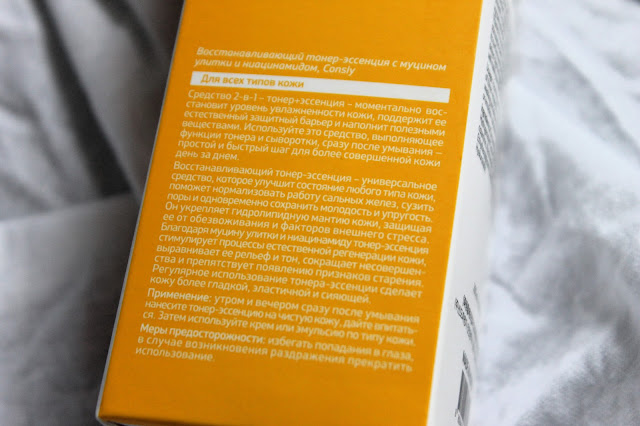 Восстанавливающий тонер-эссенция с муцином
улитки и ниацинамидом, Consly
Для всех типов кожи
Средство 2-в-1 – тонер+эссенция – моментально вос-
становит уровень увлажненности кожи, поддержит ее
естественный защитный барьер и наполнит полезными
веществами. Используйте это средство, выполняющее
функции тонера и сыворотки, сразу после умывания –
простой и быстрый шаг для более совершенной кожи
день за днем.
Восстанавливающий тонер-эссенция – универсальное
средство, которое улучшит состояние любого типа кожи,
поможет нормализовать работу сальных желез, сузить
поры и одновременно сохранить молодость и упругость.
Он укрепляет гидролипидную мантию кожи, защищая
ее от обезвоживания и факторов внешнего стресса.
Благодаря муцину улитки и ниацинамиду тонер-эссенция
стимулирует процессы естественной регенерации кожи,
выравнивает ее рельеф и тон, сокращает несовершен-
ства и препятствует появлению признаков старения.
Регулярное использование тонера-эссенции сделает
кожу более гладкой, эластичной и сияющей.
Применение: утром и вечером сразу после умывания
нанесите тонер-эссенцию на чистую кожу, дайте впитать-
ся. Затем используйте крем или эмульсию по типу кожи.
Меры предосторожности: избегать попадания в глаза,
в случае возникновения раздражения прекратить
использование.